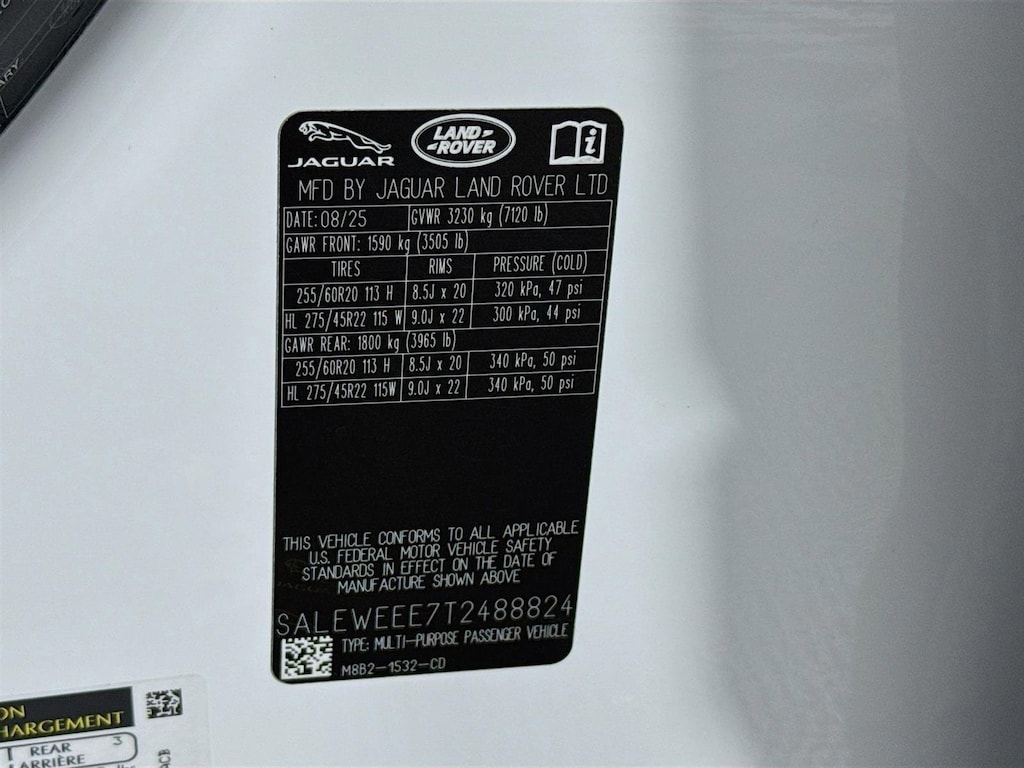 ARY
JAGUAR
LAND-
-ROVER
i
MFD BY JAGUAR LAND ROVER LTD
DATE: 08/25 GVWR 3230 kg (7120 lb)
GAWR FRONT: 1590 kg (3505 lb)
TIRES RIMS PRESSURE (COLD)
255/60R20 113 H 8.5J x 20 320 kPa, 47 psi
HL 275/45R22 115 W 9.0J x 22 300 kPa, 44 psi
GAWR REAR: 1800 kg (3965 lb)
255/60R20 113 H 8.5J x 20 340 kPa, 50 psi
HL 275/45R22 115W 9.0J x 22 340 kPa, 50 psi
THIS VEHICLE CONFORMS TO ALL APPLICABLE
U.S. FEDERAL MOTOR VEHICLE SAFETY
STANDARDS IN EFFECT ON THE DATE OF
MANUFACTURE SHOWN ABOVE
SALEWEEE7T2488824
TYPE: MULTI-PURPOSE PASSENGER VEHICLE
M8B2-1532-CD
ON
HARGEMENT
REAR 3
ARRIÈRE
ACB